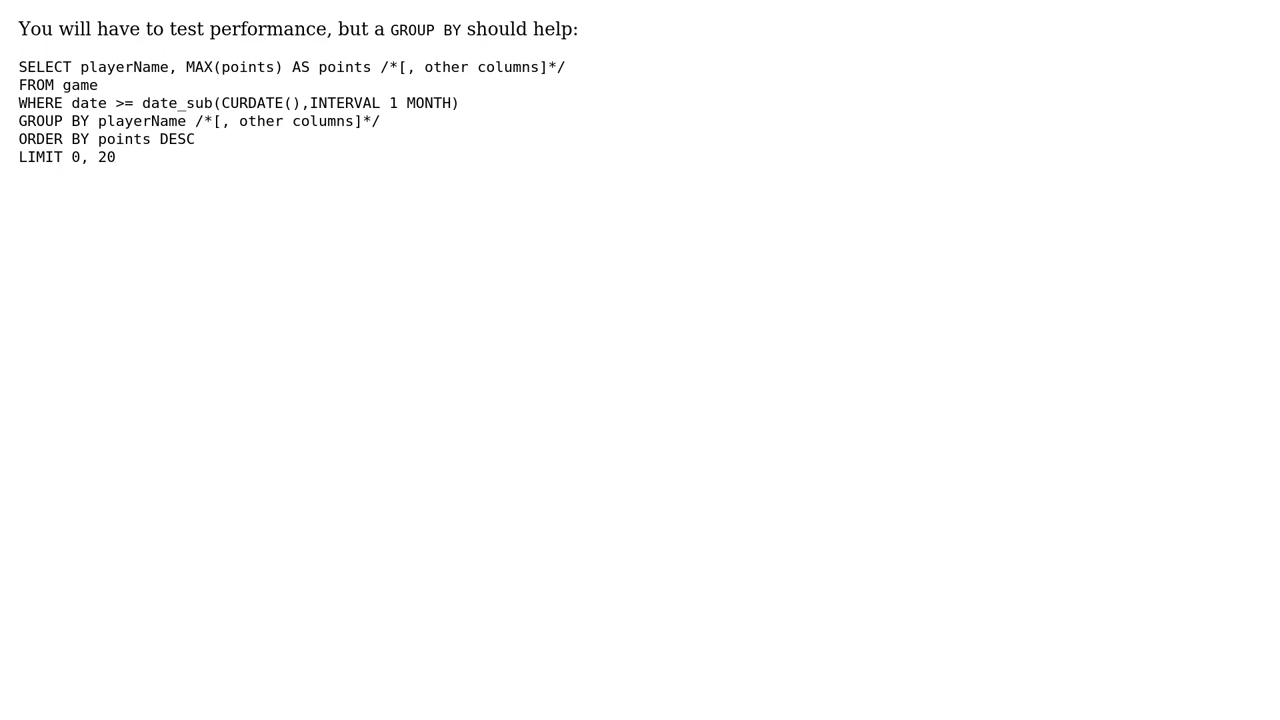 You will have to test performance, but a GROUP BY should help:
SELECT playerName, MAX(points) AS points /*[, other columns]*/
FROM game
WHERE date >= date_sub(CURDATE(),INTERVAL 1 MONTH)
GROUP BY playerName /*[, other columns]*/
ORDER BY points DESC
LIMIT 0, 20